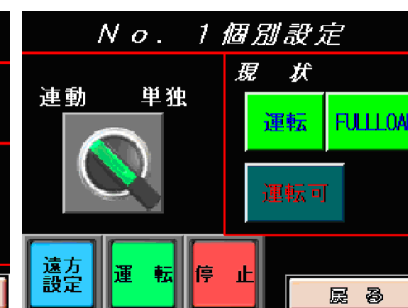 No. 1個別設定
現 状
連動 単独
運転 FULLLOA
運転可
遠方
設定
運 転
停 止
戻 る